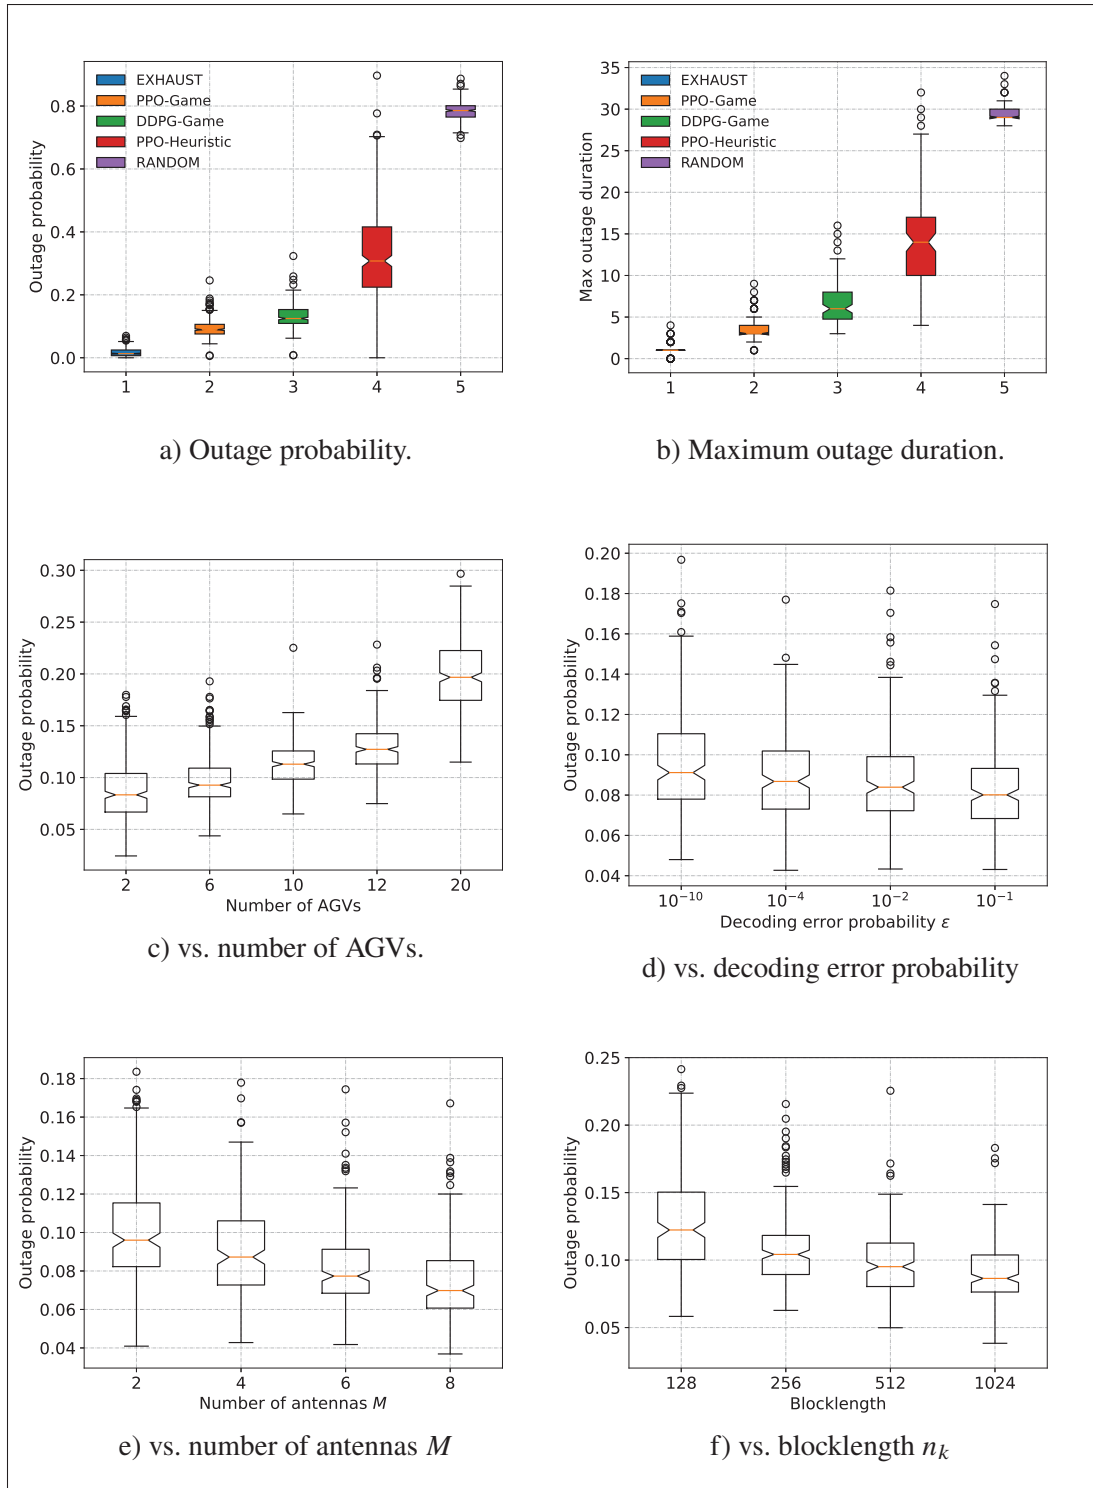 EXHAUST
PPO-Game
DDPG-Game
PPO-Heuristic
RANDOM
Outage probability
0.8
0.6
0.4
0.2
0.0
1 2 3 4 5
a) Outage probability.
EXHAUST
PPO-Game
DDPG-Game
PPO-Heuristic
RANDOM
Max outage duration
35
30
25
20
15
10
5
0
1 2 3 4 5
b) Maximum outage duration.
Outage probability
0.30
0.25
0.20
0.15
0.10
0.05
2 6 10 12 20
Number of AGVs
c) vs. number of AGVs.
Outage probability
0.20
0.18
0.16
0.14
0.12
0.10
0.08
0.06
0.04
10⁻¹⁰ 10⁻⁴ 10⁻² 10⁻¹
Decoding error probability ε
d) vs. decoding error probability
Outage probability
0.18
0.16
0.14
0.12
0.10
0.08
0.06
0.04
2 4 6 8
Number of antennas M
e) vs. number of antennas M
Outage probability
0.25
0.20
0.15
0.10
0.05
128 256 512 1024
Blocklength
f) vs. blocklength nₖ